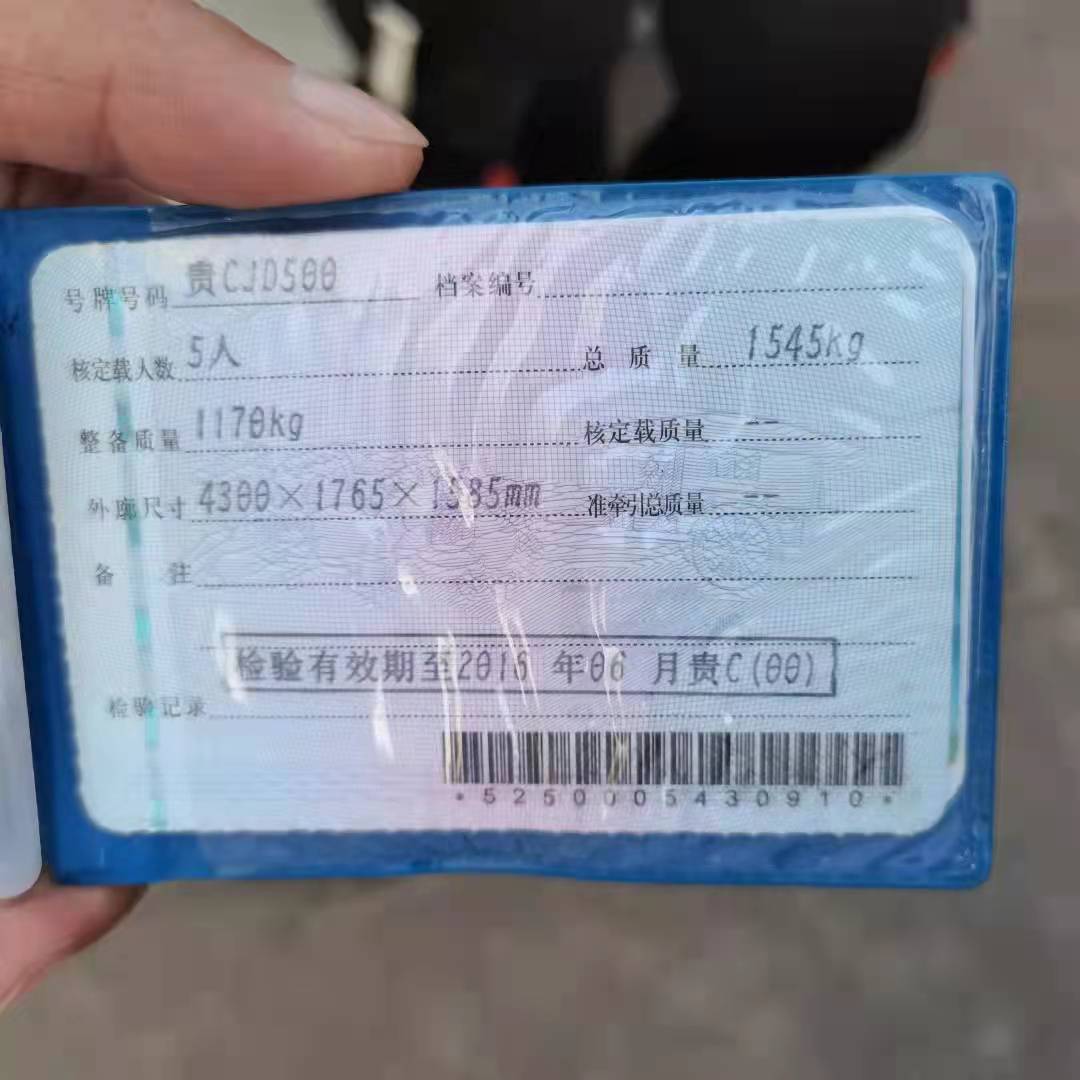 号牌号码 贵CJD500 档案编号
核定载人数 5人 总质量 1545kg
整备质量 1170kg 核定载质量 --
外廓尺寸 4300×1765×1585mm 准牵引总质量 --
备注
检验有效期至2016年06月贵C(00)
检验记录
*5250005430910*